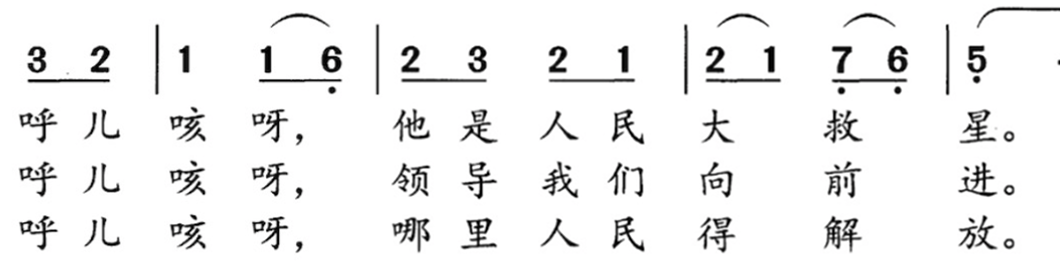 3 2 | 1 1 6 | 2 3 2 1 | 2 1 7 6 | 5
呼儿 咳 呀， 他是人民大救星。
呼儿 咳 呀， 领导我们向前进。
呼儿 咳 呀， 哪里人民得解放。